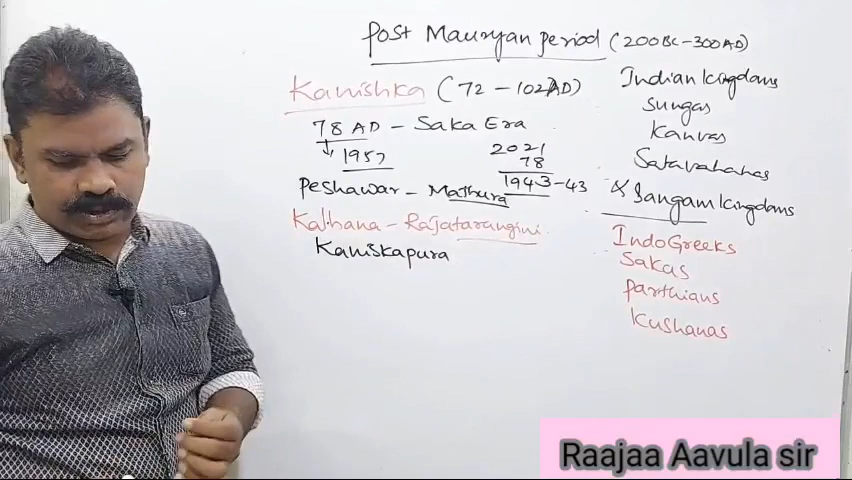 Post Mauryan period (200BC-300AD)
Kanishka (72-102AD)
78 AD - Saka Era
1957
2021
78
1943-43
Peshawar - Mathura
Kalhana - Rajatarangini
Kaniskapura
Indian kingdoms
Sungas
Kanvas
Satavahanas
& Sangam kingdoms
IndoGreeks
Sakas
Parthians
Kushanas
Raajaa Aavula sir